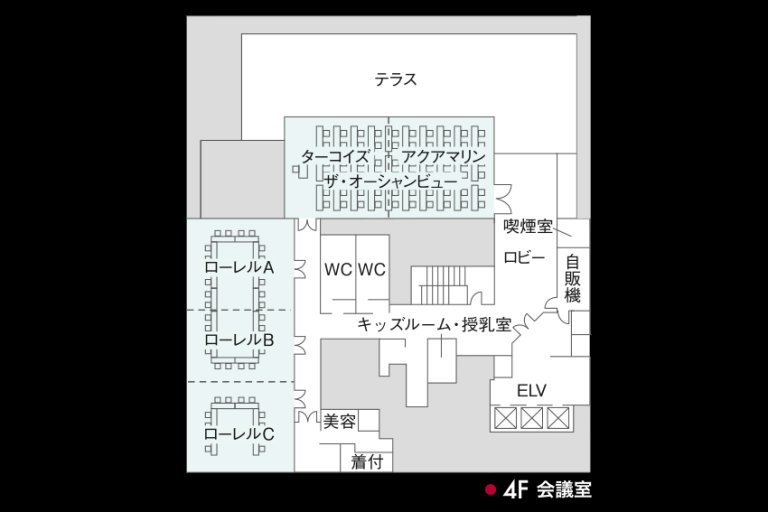 テラス
ターコイズ アクアマリン
ザ・オーシャンビュー
喫煙室
ローレルA
WC WC
ロビー
自販機
キッズルーム・授乳室
ローレルB
ELV
美容
ローレルC
着付
4F 会議室